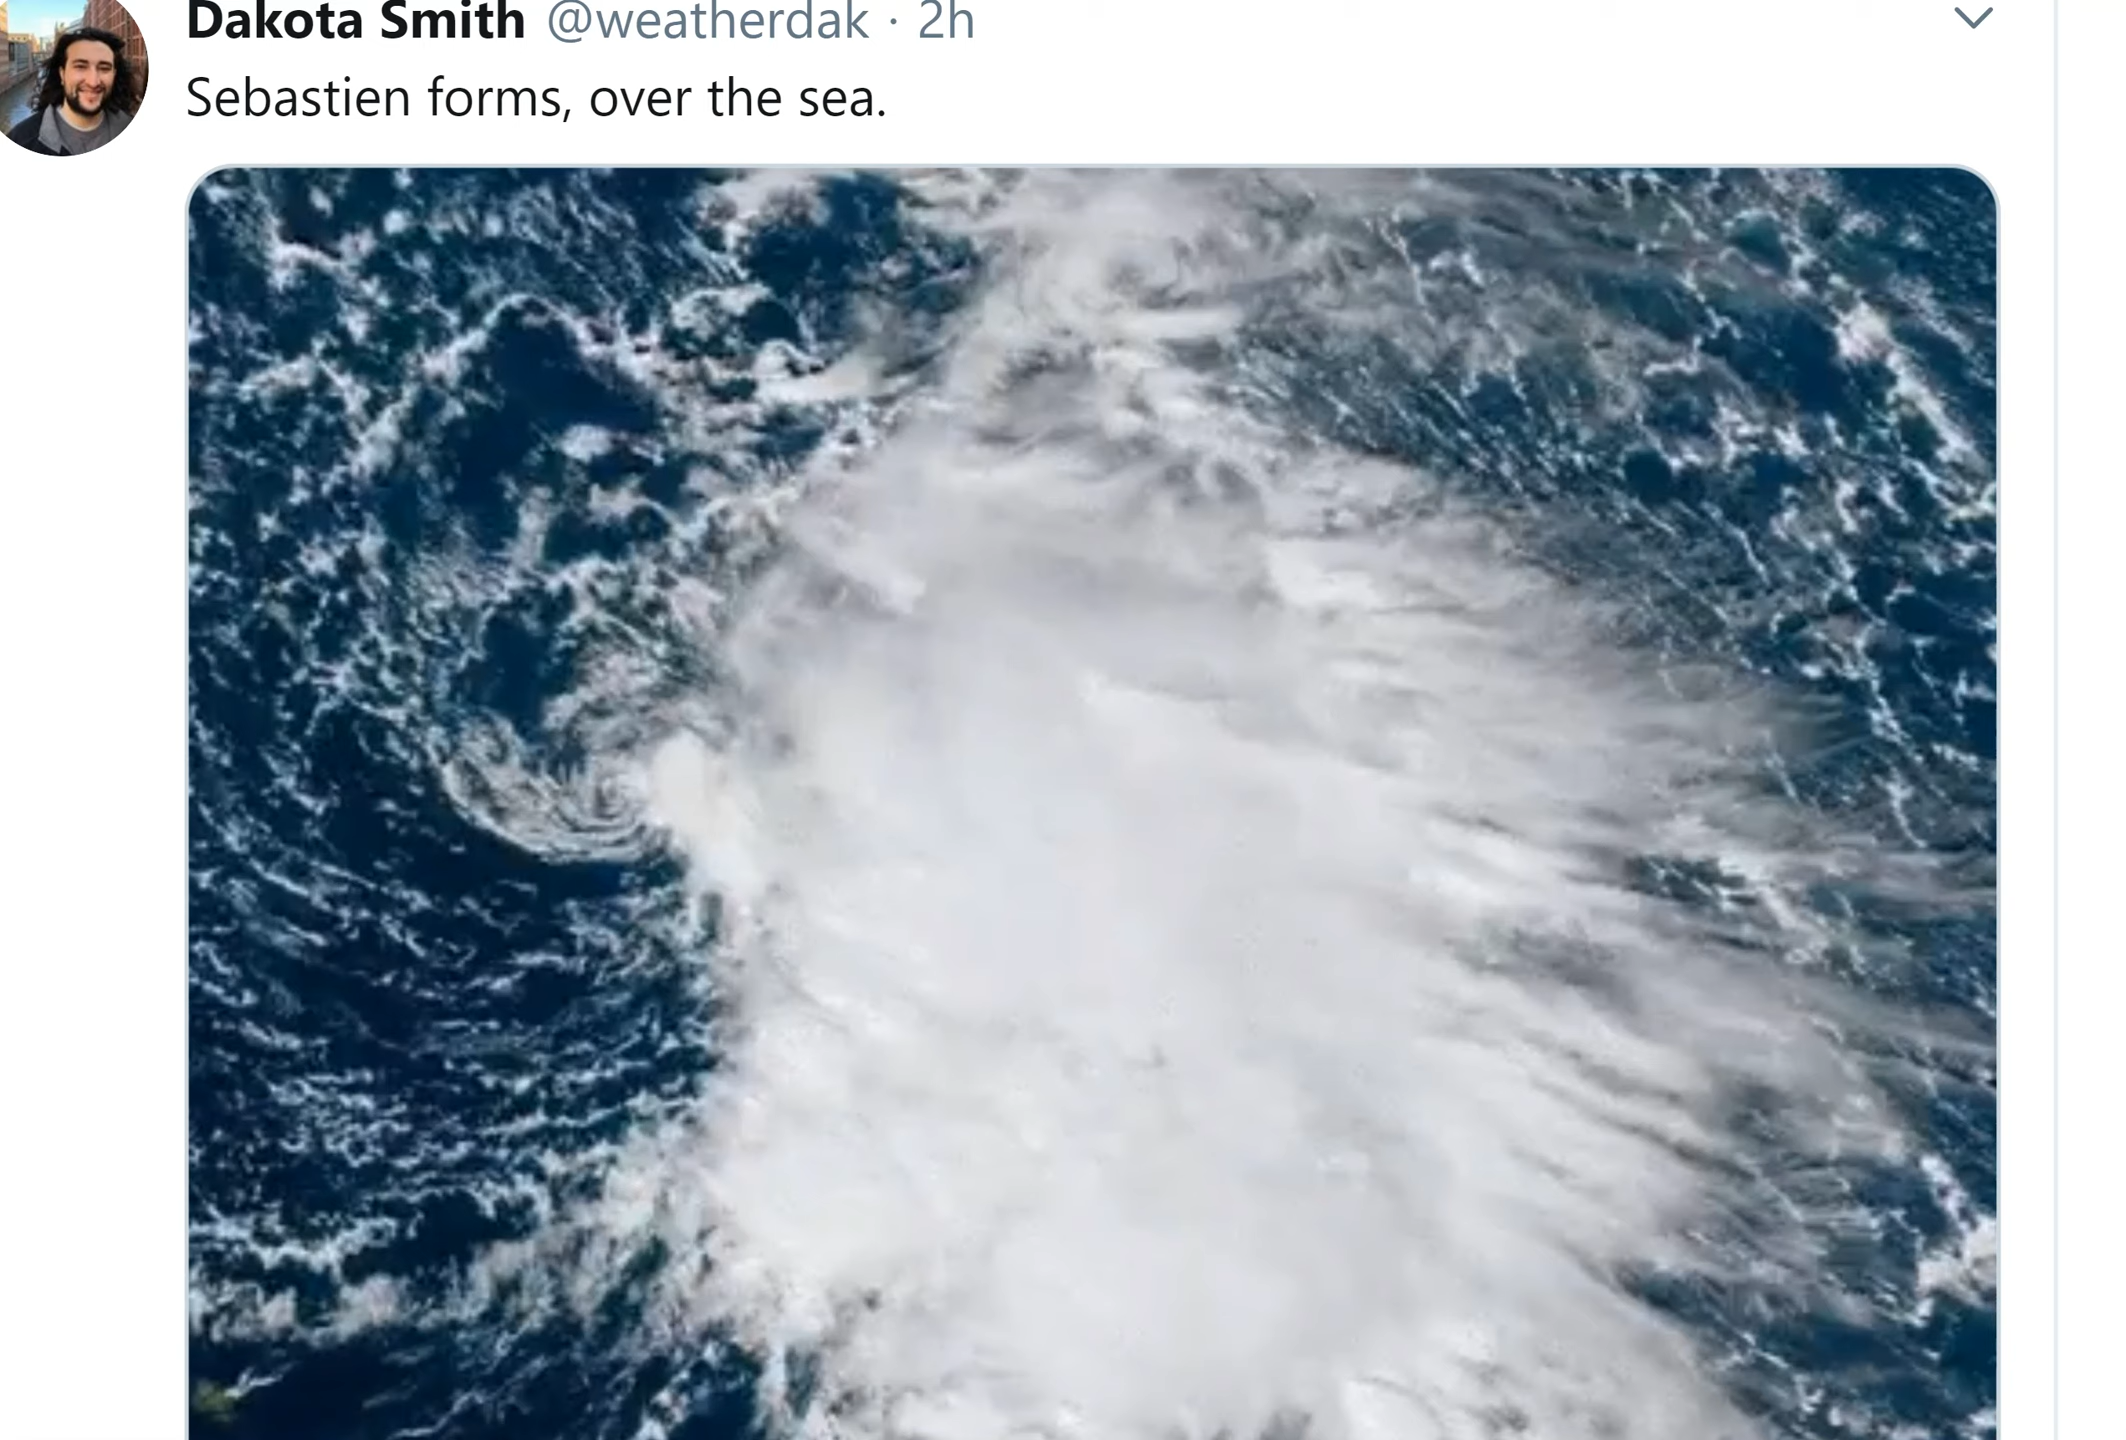 Dakota Smith @weatherdak · 2h
Sebastien forms, over the sea.